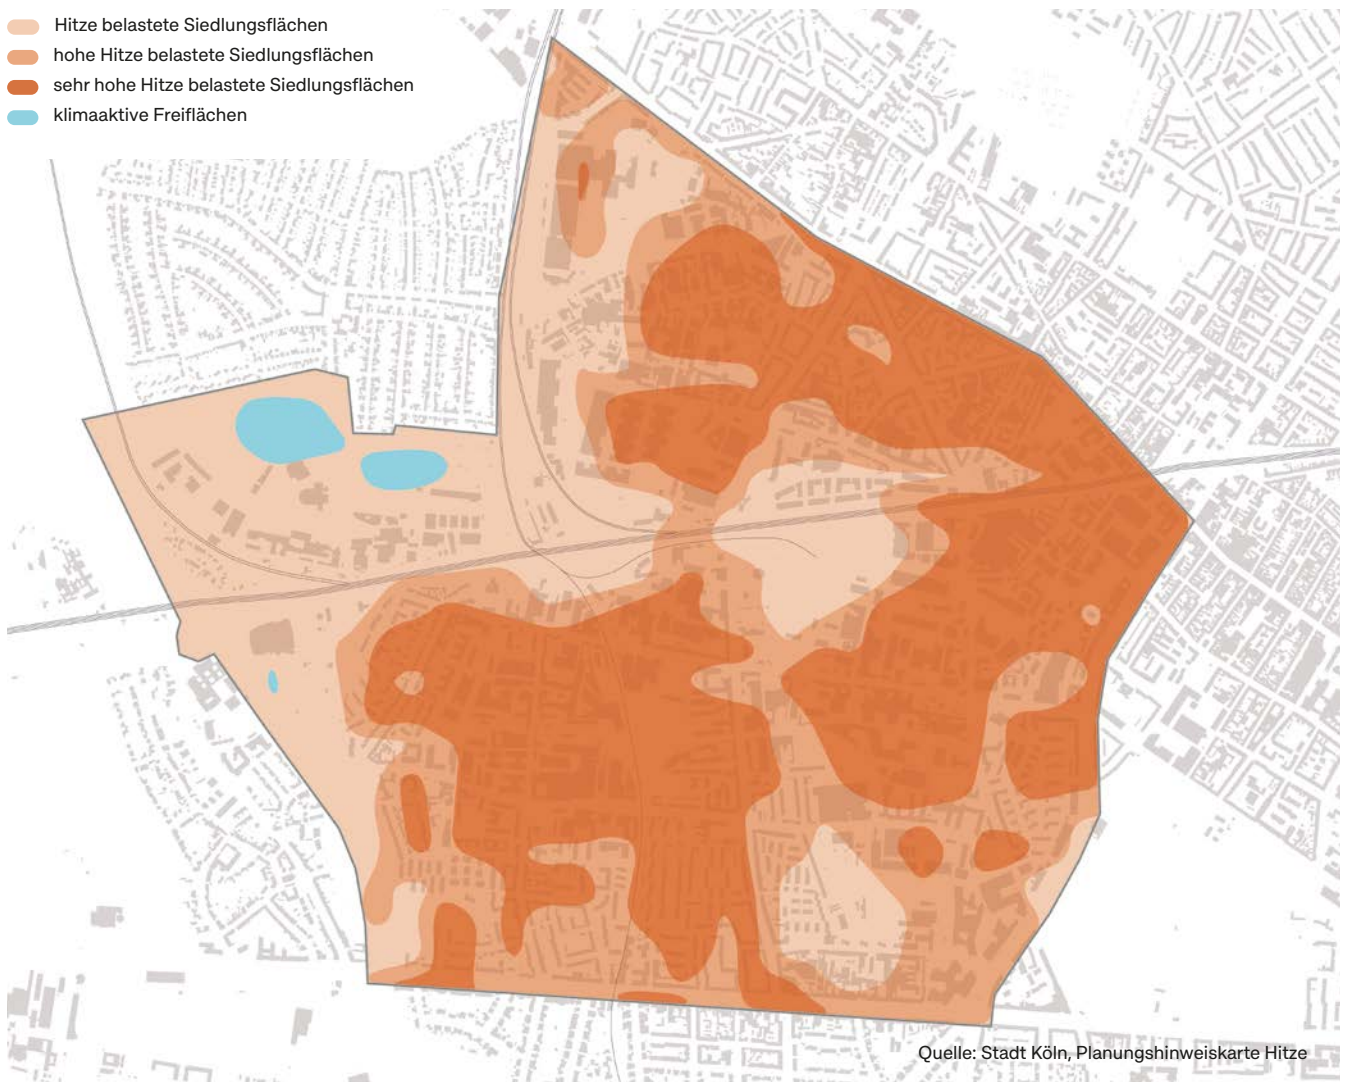 Hitze belastete Siedlungsflächen
hohe Hitze belastete Siedlungsflächen
sehr hohe Hitze belastete Siedlungsflächen
klimaaktive Freiflächen
Quelle: Stadt Köln, Planungshinweiskarte Hitze